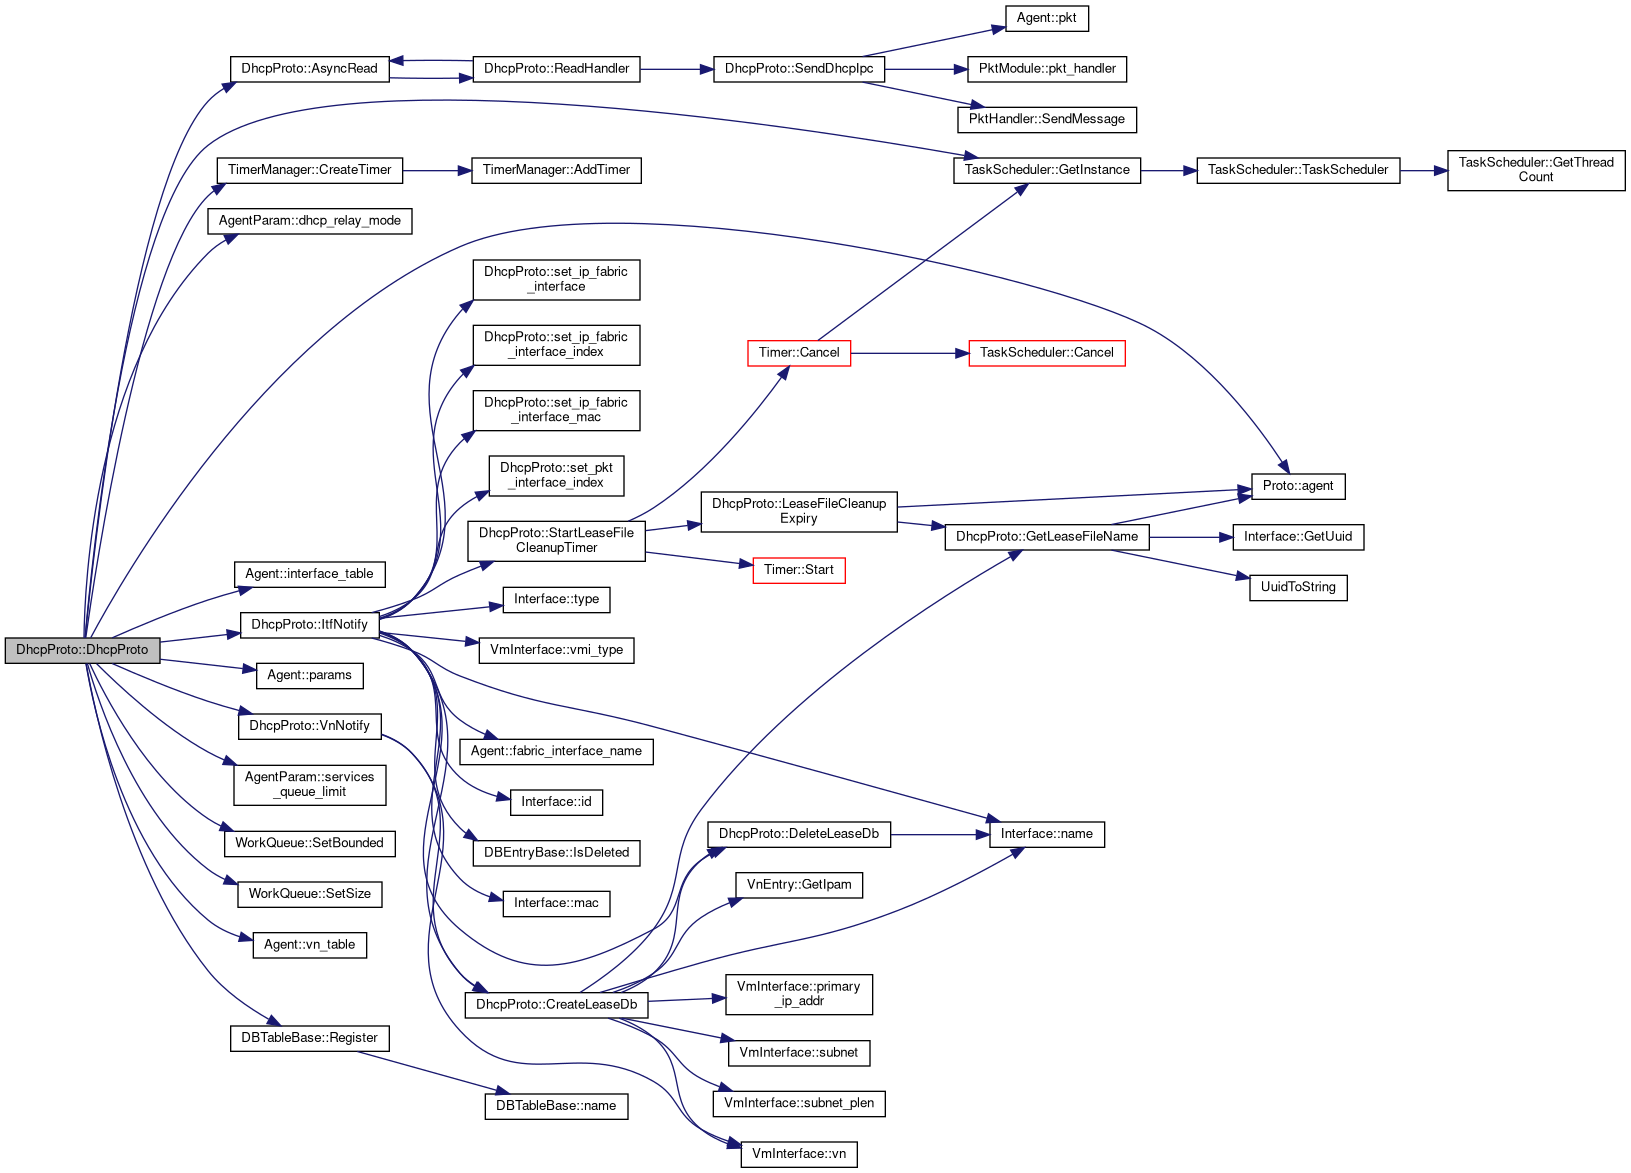 Agent::pkt
DhcpProto::AsyncRead
DhcpProto::ReadHandler
DhcpProto::SendDhcpIpc
PktModule::pkt_handler
PktHandler::SendMessage
TimerManager::CreateTimer
TimerManager::AddTimer
TaskScheduler::GetInstance
TaskScheduler::TaskScheduler
TaskScheduler::GetThread
Count
AgentParam::dhcp_relay_mode
DhcpProto::set_ip_fabric
_interface
DhcpProto::set_ip_fabric
_interface_index
Timer::Cancel
TaskScheduler::Cancel
DhcpProto::set_ip_fabric
_interface_mac
DhcpProto::set_pkt
_interface_index
Proto::agent
DhcpProto::LeaseFileCleanup
Expiry
DhcpProto::StartLeaseFile
CleanupTimer
DhcpProto::GetLeaseFileName
Interface::GetUuid
Timer::Start
Agent::interface_table
UuidToString
Interface::type
DhcpProto::ItfNotify
DhcpProto::DhcpProto
VmInterface::vmi_type
Agent::params
DhcpProto::VnNotify
Agent::fabric_interface_name
AgentParam::services
_queue_limit
Interface::id
WorkQueue::SetBounded
DhcpProto::DeleteLeaseDb
Interface::name
DBEntryBase::IsDeleted
VnEntry::GetIpam
WorkQueue::SetSize
Interface::mac
Agent::vn_table
VmInterface::primary
_ip_addr
DhcpProto::CreateLeaseDb
DBTableBase::Register
VmInterface::subnet
DBTableBase::name
VmInterface::subnet_plen
VmInterface::vn